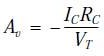 A_v = − I_C R_C / V_T